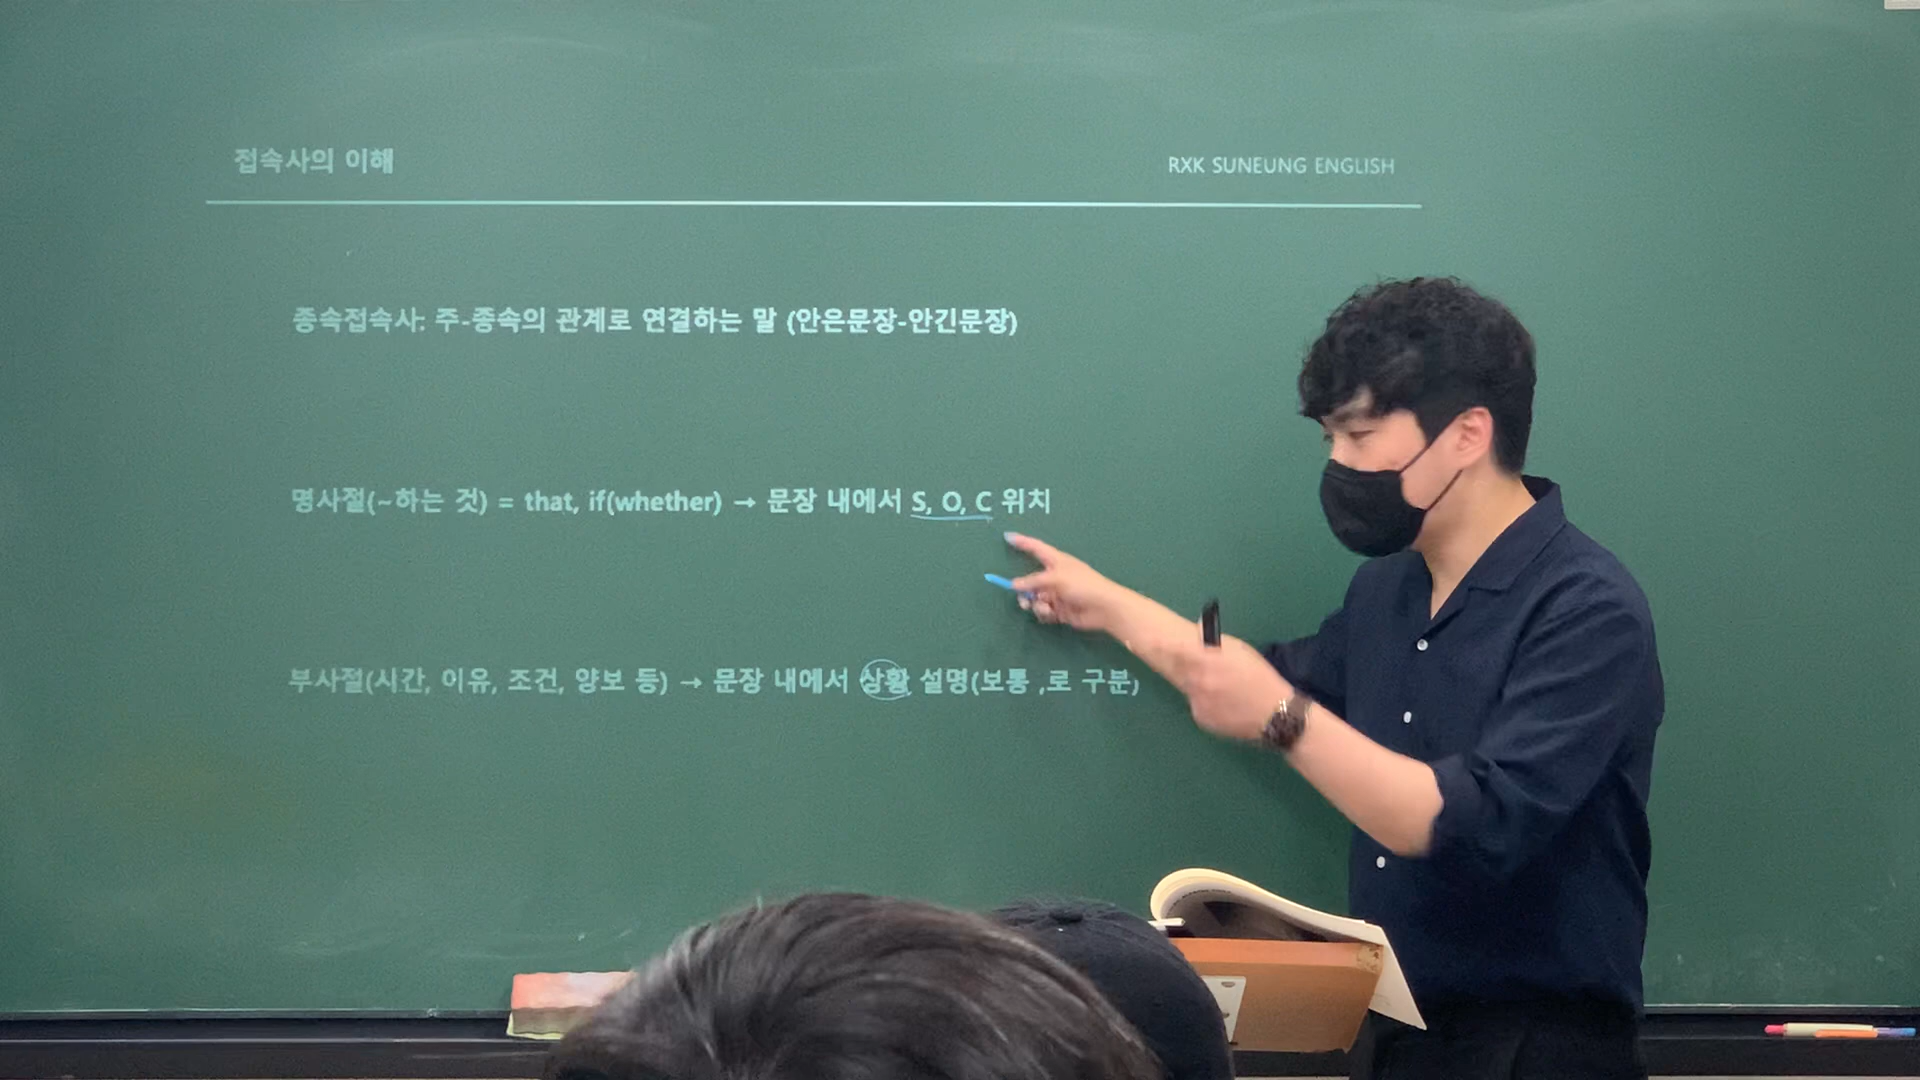 접속사의 이해
RXK SUNEUNG ENGLISH
종속접속사: 주-종속의 관계로 연결하는 말 (안은문장-안긴문장)
명사절(~하는 것) = that, if(whether) → 문장 내에서 S, O, C 위치
부사절(시간, 이유, 조건, 양보 등) → 문장 내에서 상황 설명(보통 ,로 구분)